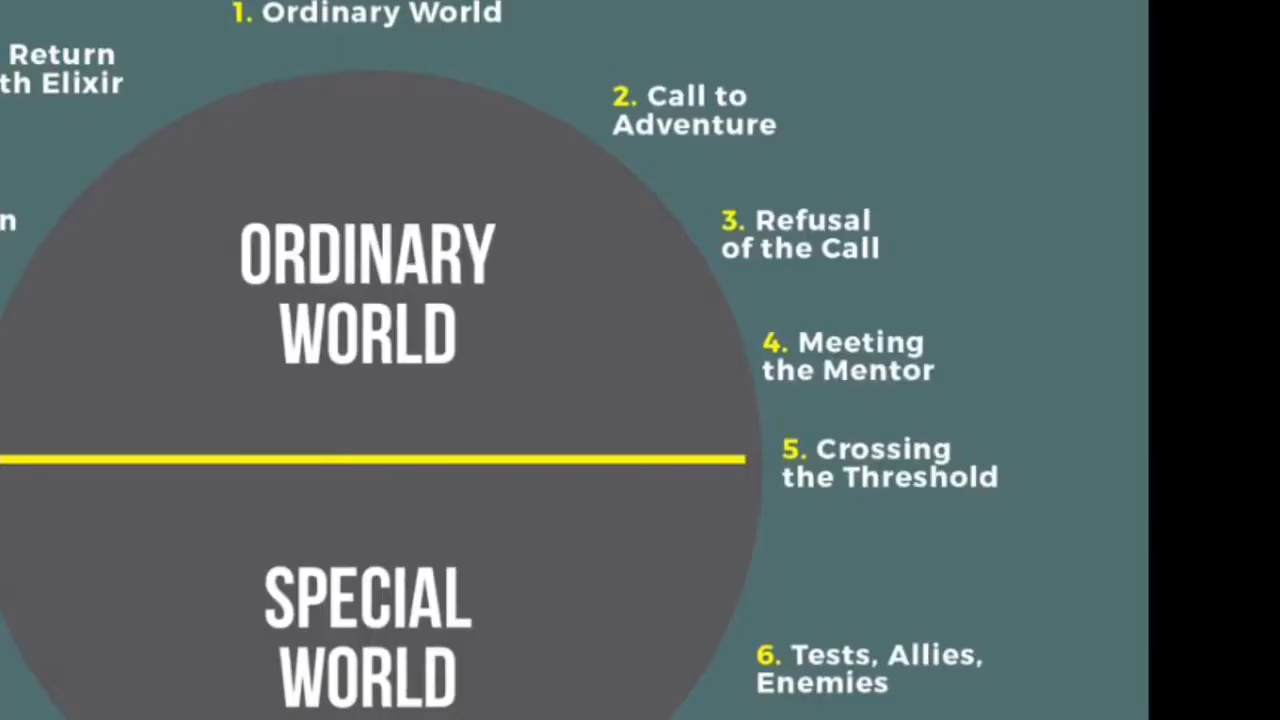 1. Ordinary World
Return
th Elixir
2. Call to
Adventure
n
3. Refusal
of the Call
ORDINARY
WORLD
4. Meeting
the Mentor
5. Crossing
the Threshold
SPECIAL
WORLD
6. Tests, Allies,
Enemies